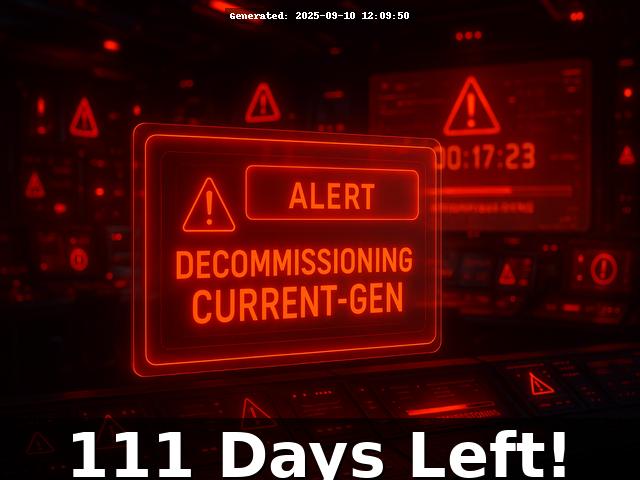 Generated: 2025-09-10 12:09:50
00:17:23
ALERT
DECOMMISSIONING
CURRENT-GEN
111 Days Left!